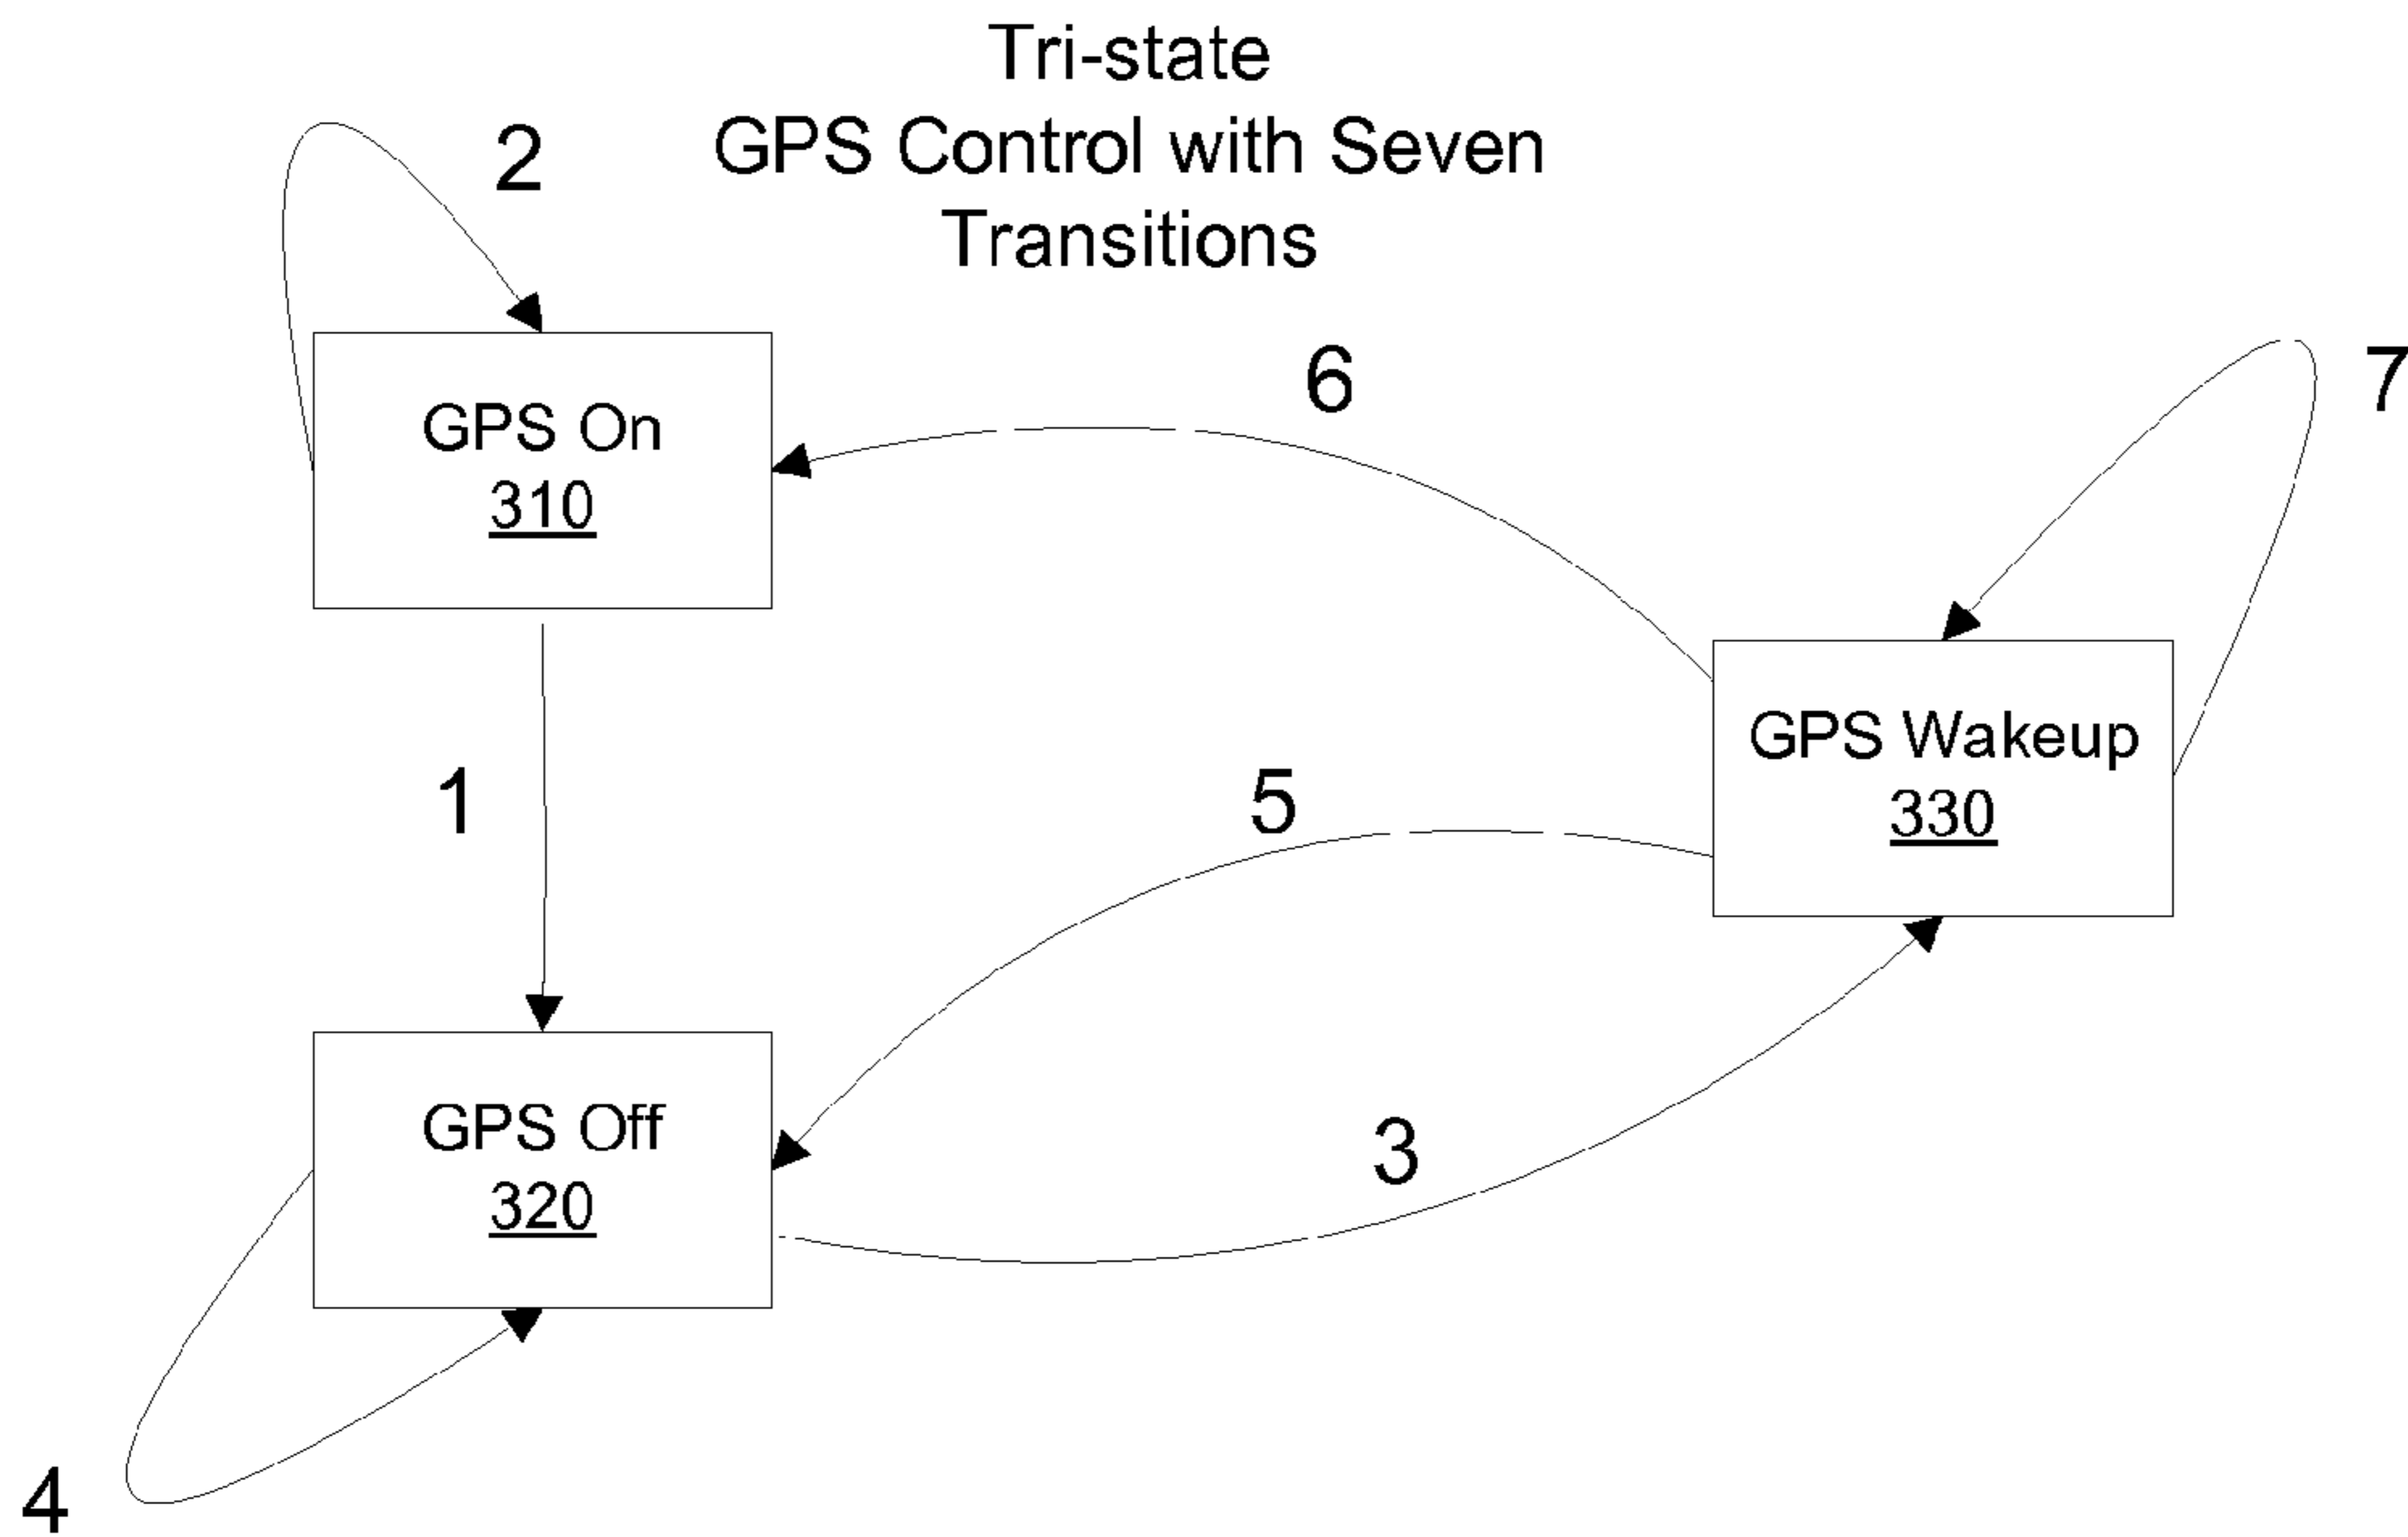 Tri-state
GPS Control with Seven
Transitions
2
GPS On
310
6
7
1
5
GPS Wakeup
330
GPS Off
320
3
4